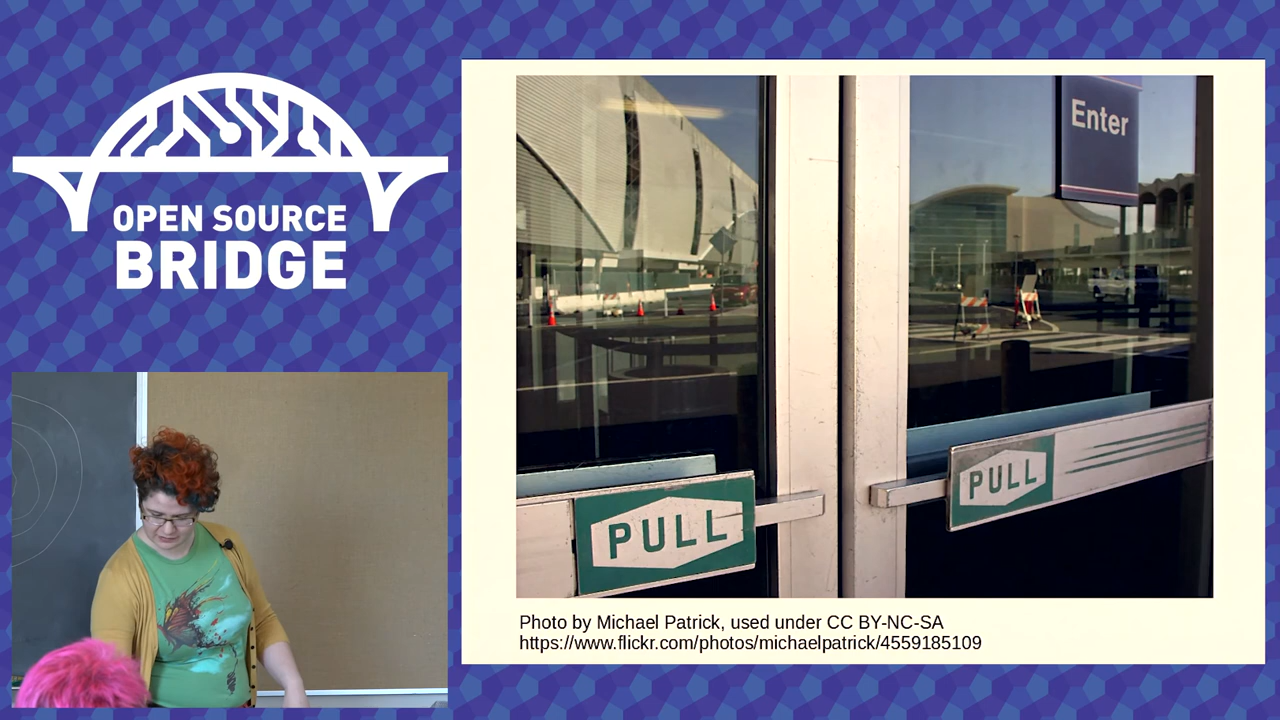 OPEN SOURCE
BRIDGE
Enter
PULL
PULL
Photo by Michael Patrick, used under CC BY-NC-SA
https://www.flickr.com/photos/michaelpatrick/4559185109